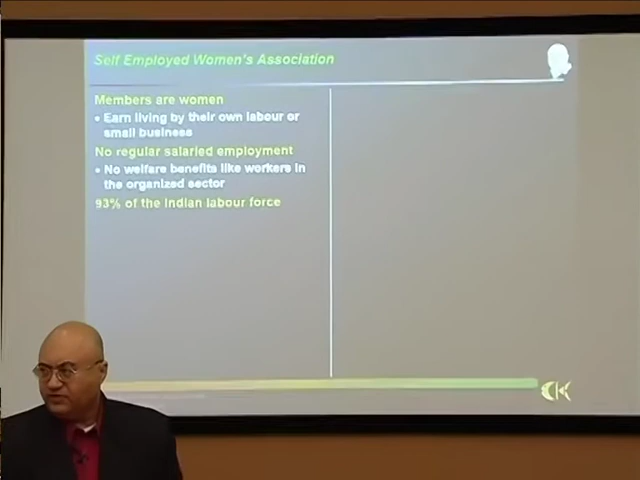 Self Employed Women's Association
Members are women
• Earn living by their own labour or
small business
No regular salaried employment
• No welfare benefits like workers in
the organized sector
93% of the Indian labour force
CK